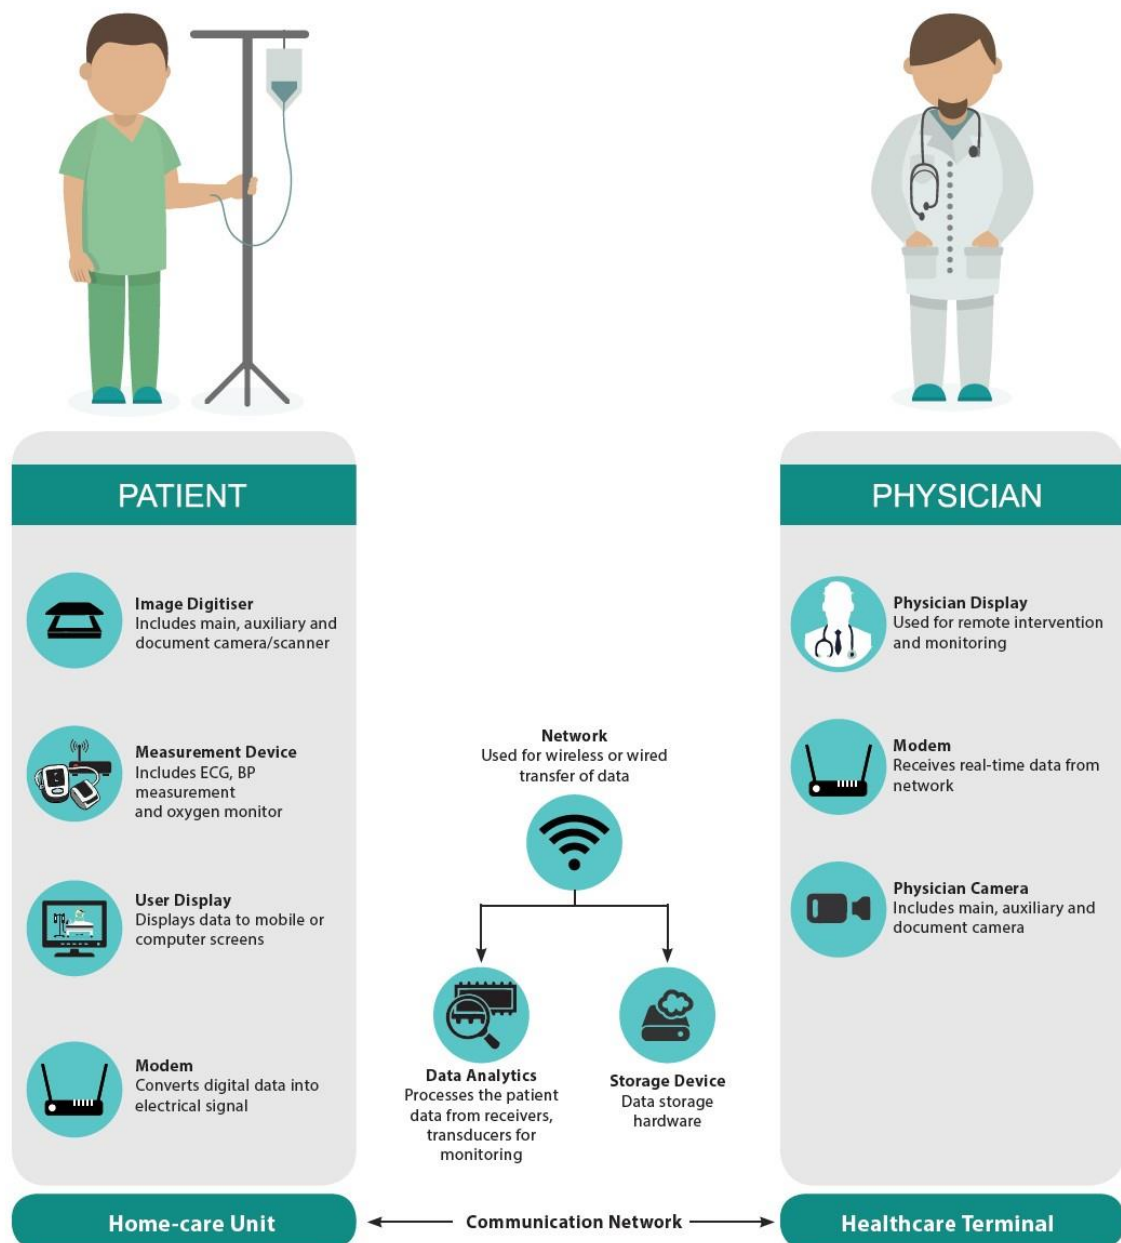 PATIENT
Image Digitiser
Includes main, auxiliary and
document camera/scanner
Measurement Device
Includes ECG, BP
measurement
and oxygen monitor
User Display
Displays data to mobile or
computer screens
Modem
Converts digital data into
electrical signal
Home-care Unit
Network
Used for wireless or wired
transfer of data
Data Analytics
Processes the patient
data from receivers,
transducers for
monitoring
Storage Device
Data storage
hardware
Communication Network
PHYSICIAN
Physician Display
Used for remote intervention
and monitoring
Modem
Receives real-time data from
network
Physician Camera
Includes main, auxiliary and
document camera
Healthcare Terminal